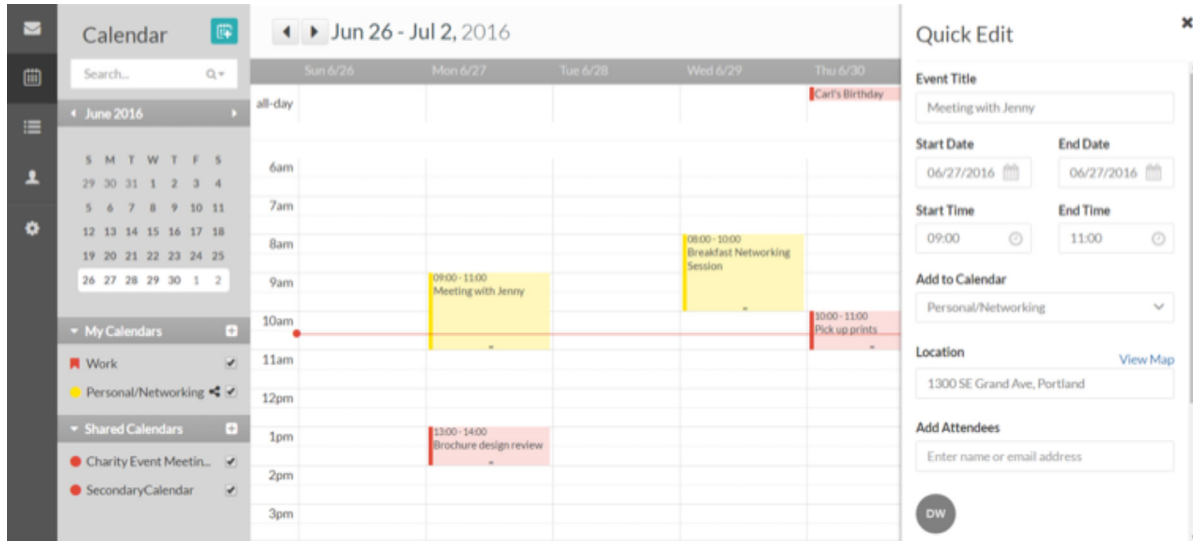 Calendar
Search...
June 2016
S M T W T F S
29 30 31 1 2 3 4
5 6 7 8 9 10 11
12 13 14 15 16 17 18
19 20 21 22 23 24 25
26 27 28 29 30 1 2
My Calendars
Work
Personal/Networking
Shared Calendars
Charity Event Meetin...
SecondaryCalendar
Jun 26 - Jul 2, 2016
Sun 6/26 Mon 6/27 Tue 6/28 Wed 6/29 Thu 6/30
all-day
Carl's Birthday
6am
7am
8am
9am
10am
11am
12pm
1pm
2pm
3pm
09:00 - 11:00
Meeting with Jenny
13:00 - 14:00
Brochure design review
08:00 - 10:00
Breakfast Networking
Session
10:00 - 11:00
Pick up prints
Quick Edit
Event Title
Meeting with Jenny
Start Date End Date
06/27/2016 06/27/2016
Start Time End Time
09:00 11:00
Add to Calendar
Personal/Networking
Location View Map
1300 SE Grand Ave, Portland
Add Attendees
Enter name or email address
DW